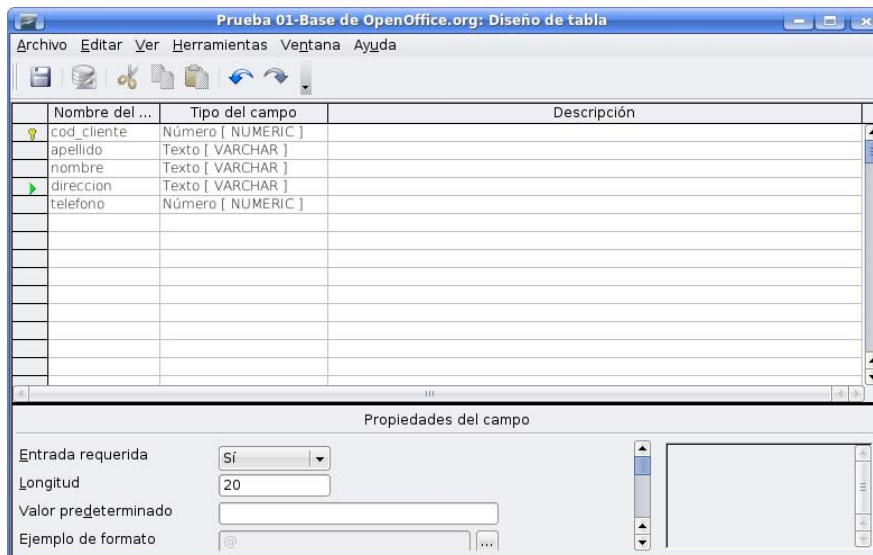 Prueba 01-Base de OpenOffice.org: Diseño de tabla
Archivo Editar Ver Herramientas Ventana Ayuda
Nombre del ... Tipo del campo Descripción
cod_cliente Número [ NUMERIC ]
apellido Texto [ VARCHAR ]
nombre Texto [ VARCHAR ]
direccion Texto [ VARCHAR ]
telefono Número [ NUMERIC ]
Propiedades del campo
Entrada requerida Sí
Longitud 20
Valor predeterminado
Ejemplo de formato @ ...